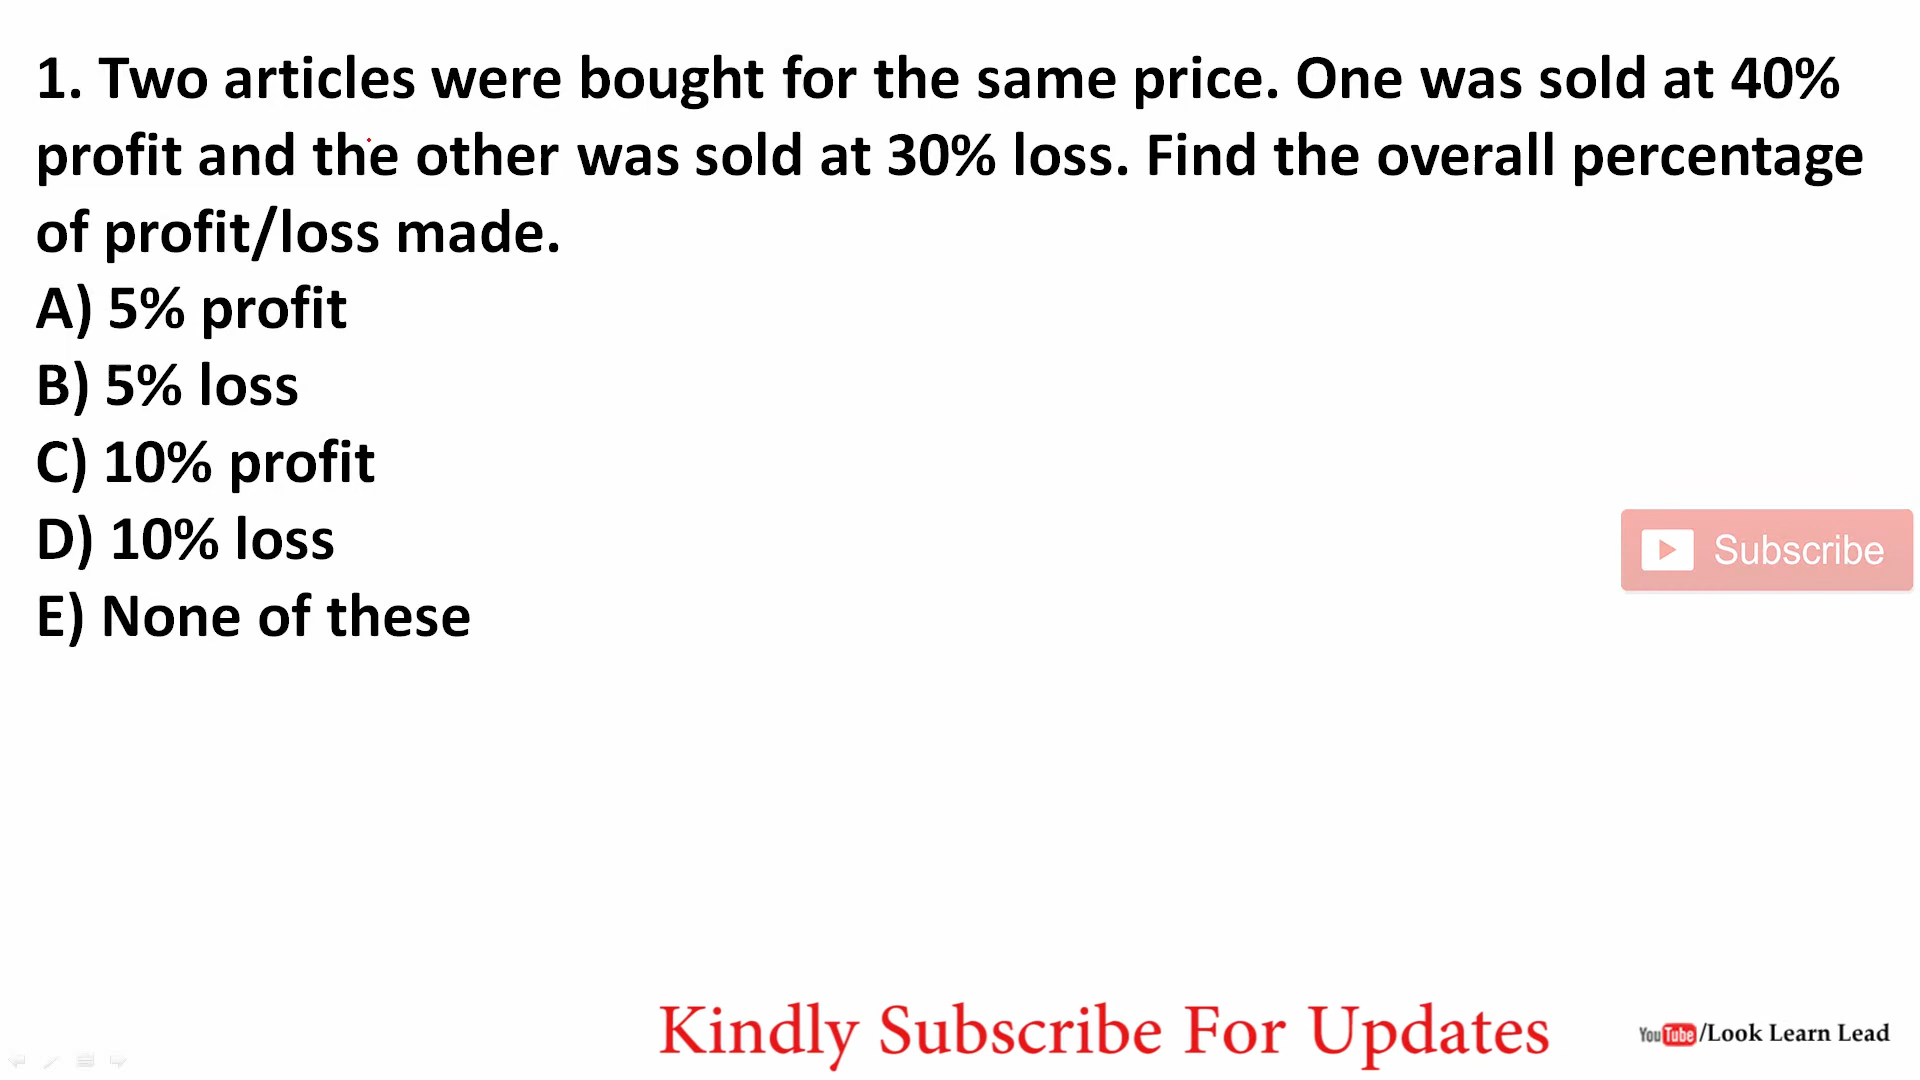 1. Two articles were bought for the same price. One was sold at 40%
profit and the other was sold at 30% loss. Find the overall percentage
of profit/loss made.
A) 5% profit
B) 5% loss
C) 10% profit
D) 10% loss
E) None of these
Subscribe
Kindly Subscribe For Updates
YouTube/Look Learn Lead